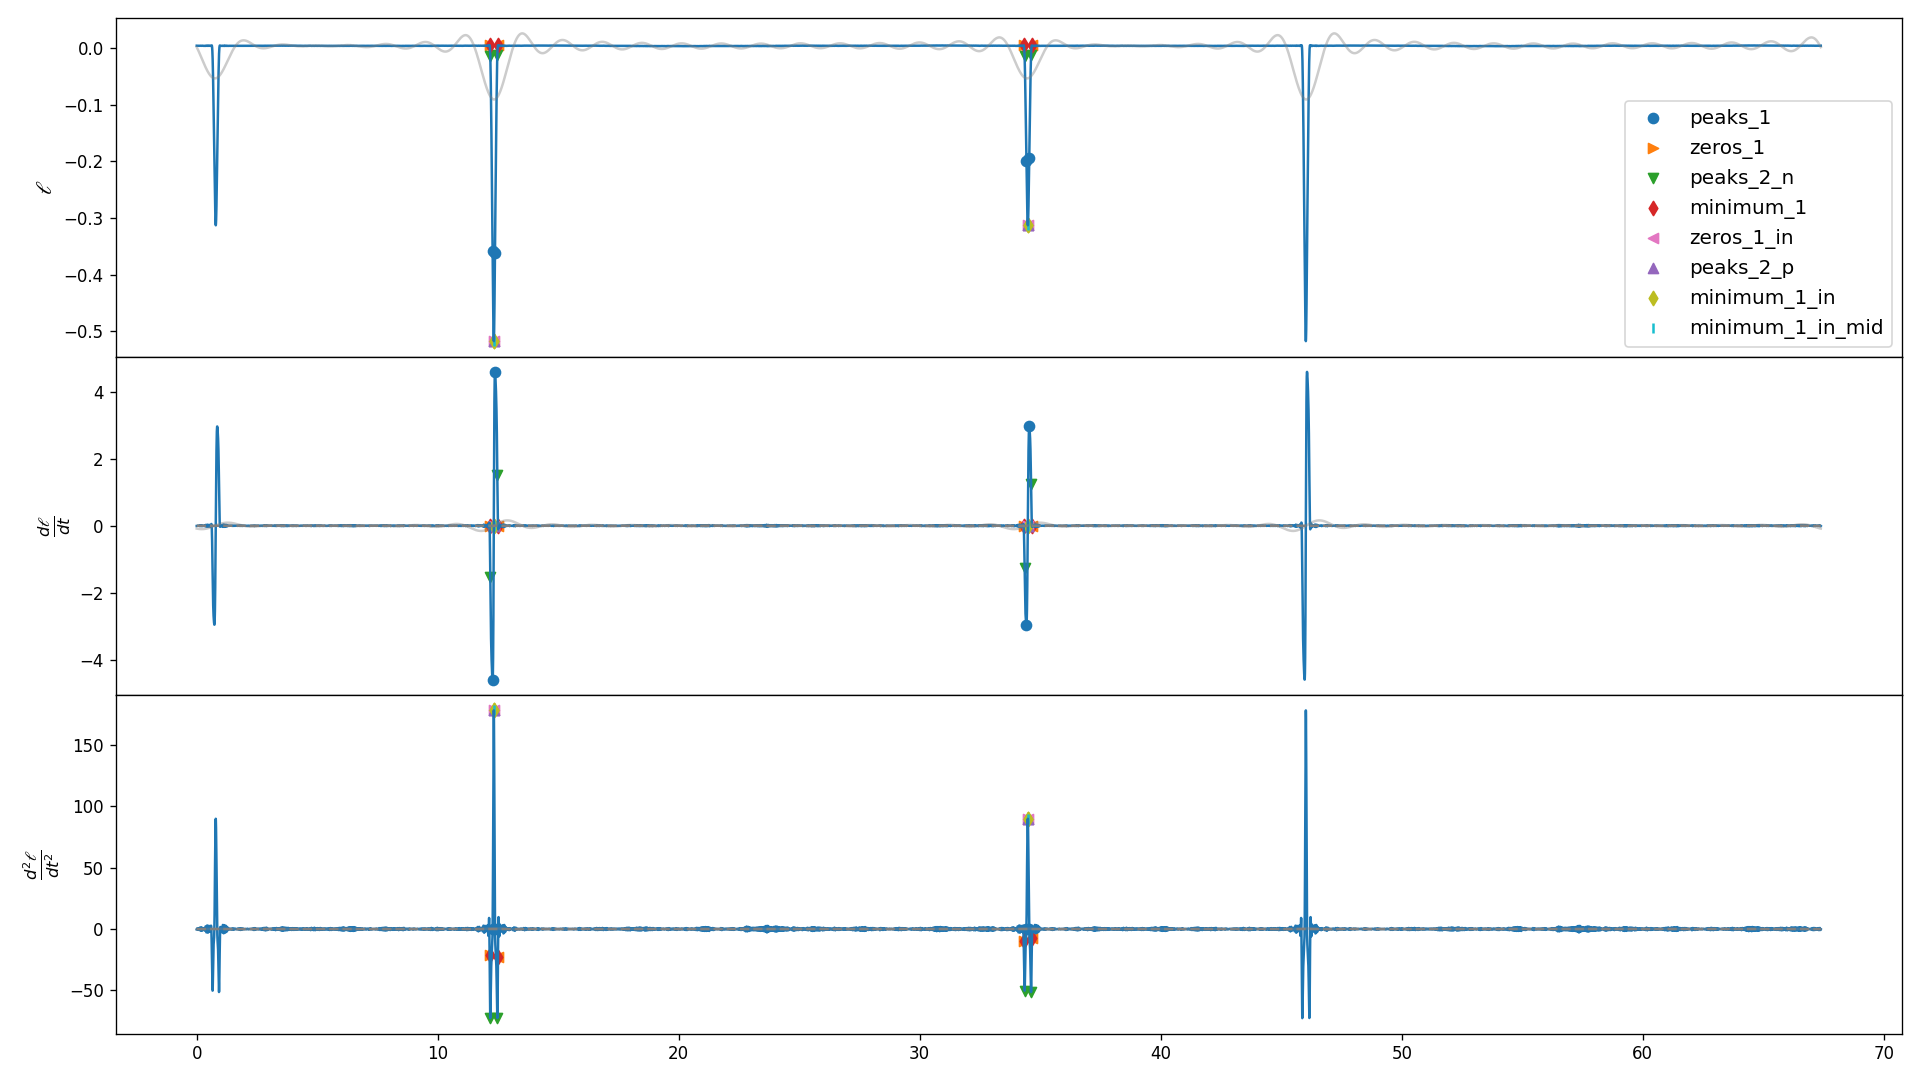 0.0
−0.1
−0.2
−0.3
−0.4
−0.5
ℓ
peaks_1
zeros_1
peaks_2_n
minimum_1
zeros_1_in
peaks_2_p
minimum_1_in
minimum_1_in_mid
4
2
0
−2
−4
dℓ
dt
150
100
50
0
−50
d²ℓ
dt²
0 10 20 30 40 50 60 70